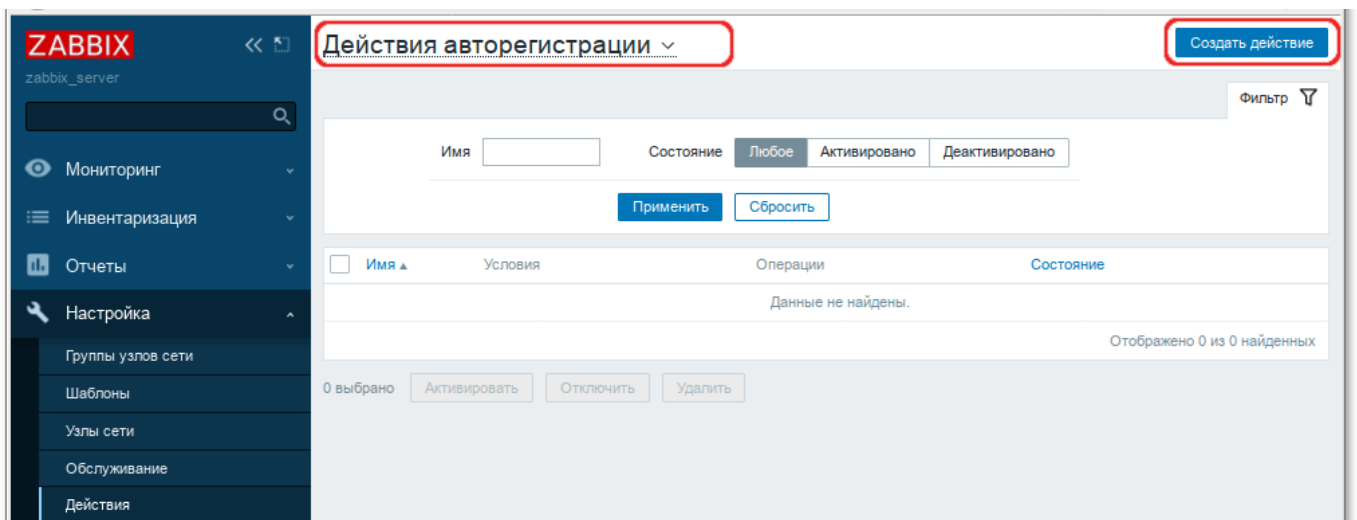 ZABBIX
zabbix_server
Мониторинг
Инвентаризация
Отчеты
Настройка
Группы узлов сети
Шаблоны
Узлы сети
Обслуживание
Действия
Действия авторегистрации
Создать действие
Фильтр
Имя Состояние Любое Активировано Деактивировано
Применить Сбросить
Имя Условия Операции Состояние
Данные не найдены.
Отображено 0 из 0 найденных
0 выбрано Активировать Отключить Удалить